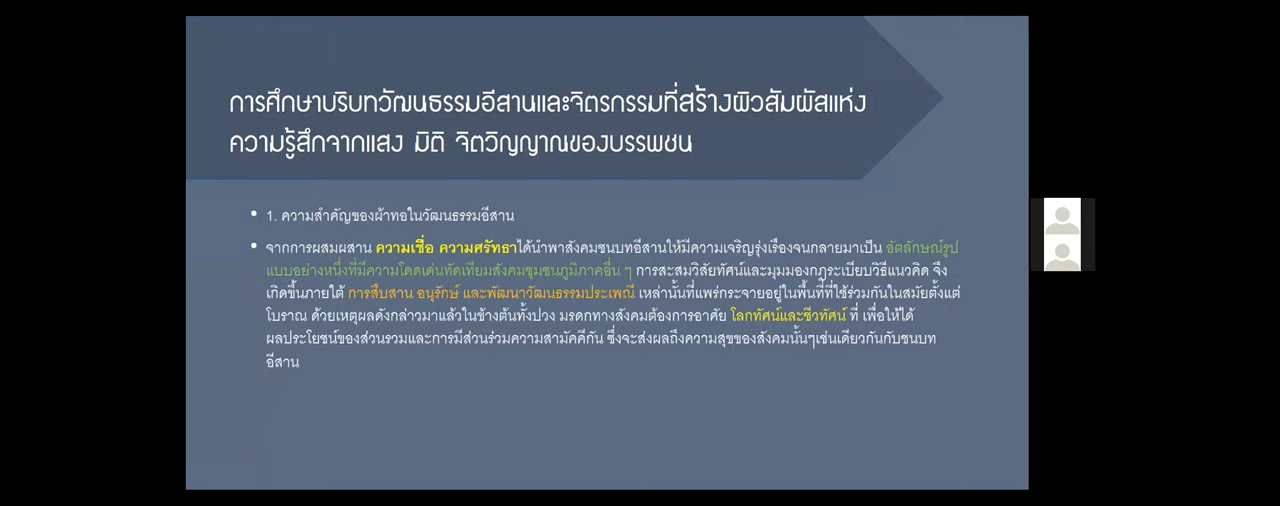 การศึกษาบริบทวัฒนธรรมอีสานและจิตรกรรมที่สร้างผิวสัมผัสแห่ง
ความรู้สึกจากแสง มิติ จิตวิญญาณของบรรพชน
• 1. ความสำคัญของผ้าทอในวัฒนธรรมอีสาน
• จากการผสมผสาน ความเชื่อ ความศรัทธาได้นำพาสังคมชนบทอีสานให้มีความเจริญรุ่งเรืองจนกลายมาเป็น อัตลักษณ์รูป
แบบอย่างหนึ่งที่มีความโดดเด่นทัดเทียมสังคมชุมชนภูมิภาคอื่น ๆ การสะสมวิสัยทัศน์และมุมมองกฎระเบียบวิธีแนวคิด จึง
เกิดขึ้นภายใต้ การสืบสาน อนุรักษ์ และพัฒนาวัฒนธรรมประเพณี เหล่านั้นที่แพร่กระจายอยู่ในพื้นที่ที่ใช้ร่วมกันในสมัยตั้งแต่
โบราณ ด้วยเหตุผลดังกล่าวมาแล้วในข้างต้นทั้งปวง มรดกทางสังคมต้องการอาศัย โลกทัศน์และชีวทัศน์ ที่ เพื่อให้ได้
ผลประโยชน์ของส่วนรวมและการมีส่วนร่วมความสามัคคีกัน ซึ่งจะส่งผลถึงความสุขของสังคมนั้นๆเช่นเดียวกันกับชนบท
อีสาน